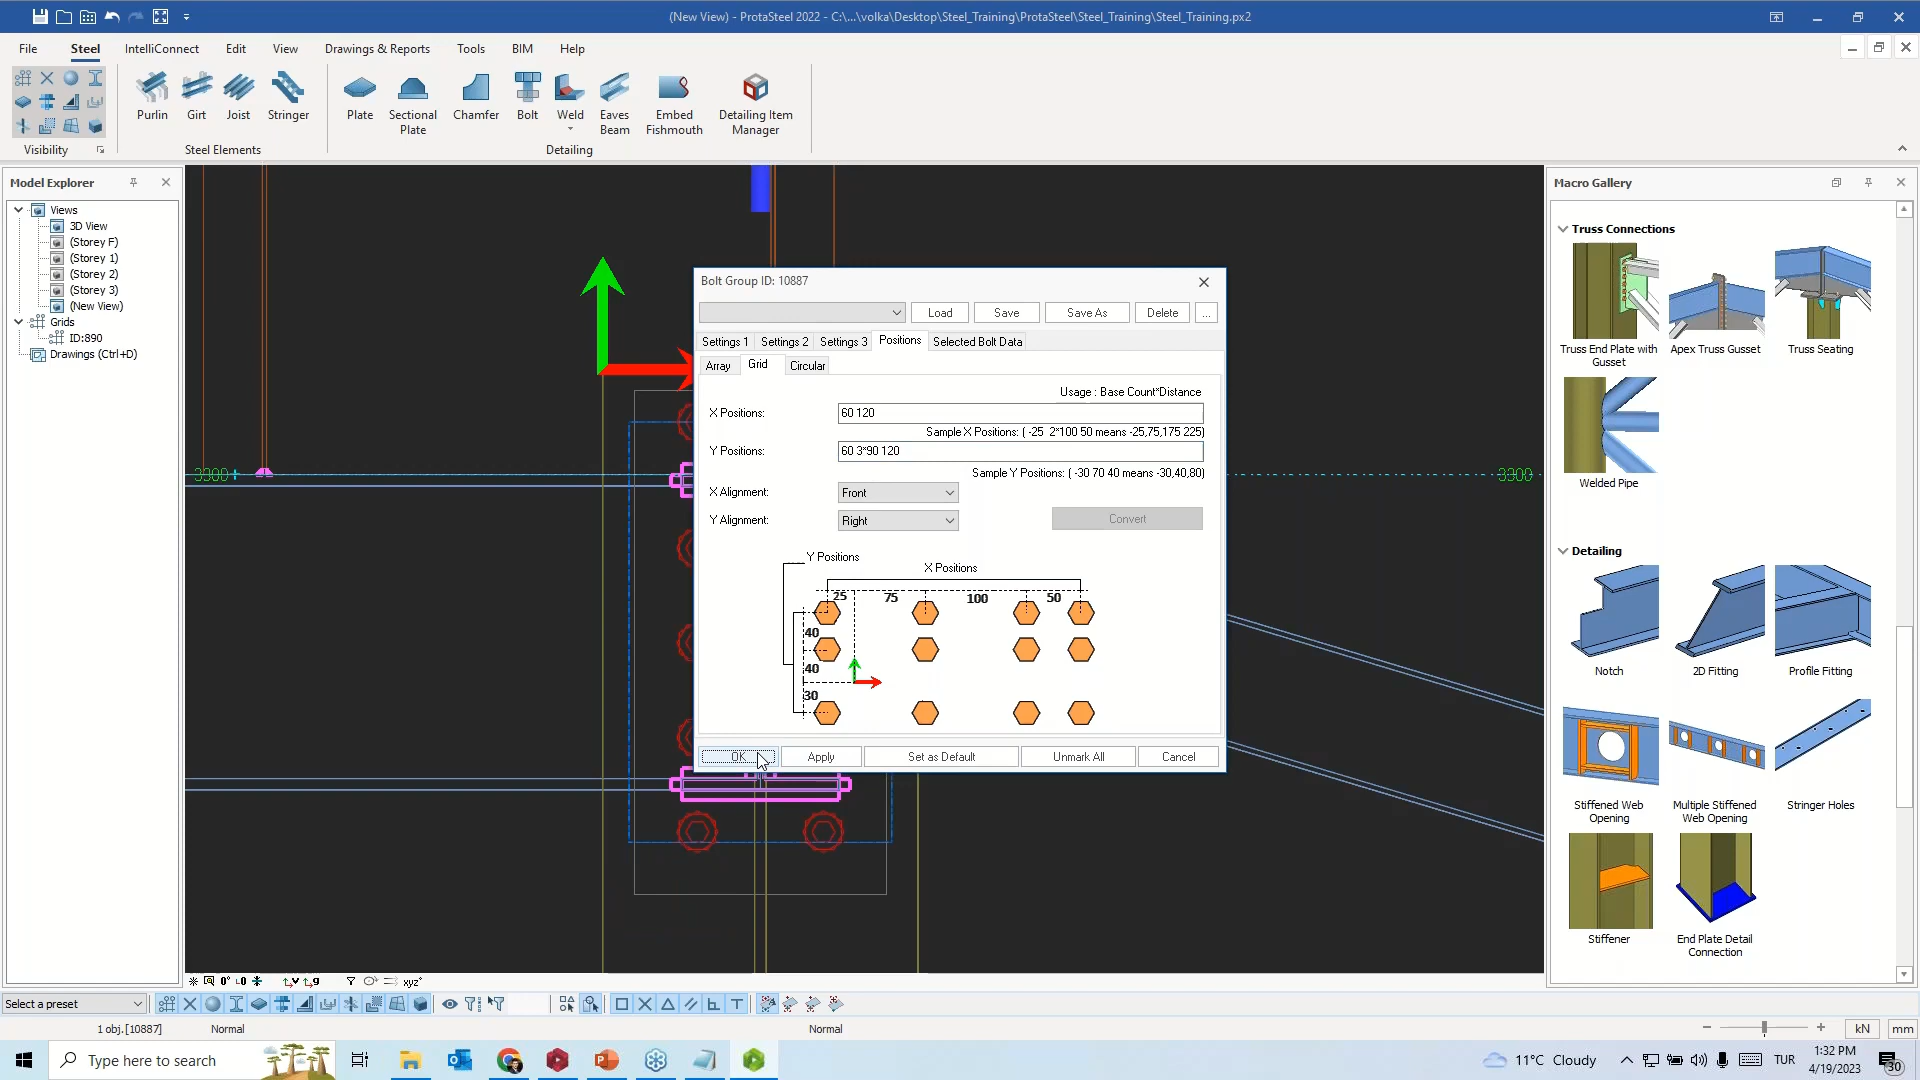 (New View) - ProtaSteel 2022 - C:\...\volka\Desktop\Steel_Training\ProtaSteel\Steel_Training\Steel_Training.px2
File Steel IntelliConnect Edit View Drawings & Reports Tools BIM Help
Purlin Girt Joist Stringer Plate Sectional Plate Chamfer Bolt Weld Eaves Beam Embed Fishmouth Detailing Item Manager
Visibility Steel Elements Detailing
Model Explorer
Views
3D View
(Storey F)
(Storey 1)
(Storey 2)
(Storey 3)
(New View)
Grids
ID:890
Drawings (Ctrl+D)
3300
3300
Bolt Group ID: 10887
Load Save Save As Delete ...
Settings 1 Settings 2 Settings 3 Positions Selected Bolt Data
Array Grid Circular
Usage : Base Count*Distance
X Positions: 60 120
Sample X Positions: ( -25 2*100 50 means -25,75,175 225)
Y Positions: 60 3*90 120
Sample Y Positions: ( -30 70 40 means -30,40,80)
X Alignment: Front
Y Alignment: Right
Convert
Y Positions
X Positions
25 75 100 50
40
40
30
OK Apply Set as Default Unmark All Cancel
Macro Gallery
Truss Connections
Truss End Plate with Gusset
Apex Truss Gusset
Truss Seating
Welded Pipe
Detailing
Notch
2D Fitting
Profile Fitting
Stiffened Web Opening
Multiple Stiffened Web Opening
Stringer Holes
Stiffener
End Plate Detail Connection
xyz
Select a preset
1 obj.[10887] Normal Normal kN mm
Type here to search
11°C Cloudy
TUR
1:32 PM
4/19/2023
30